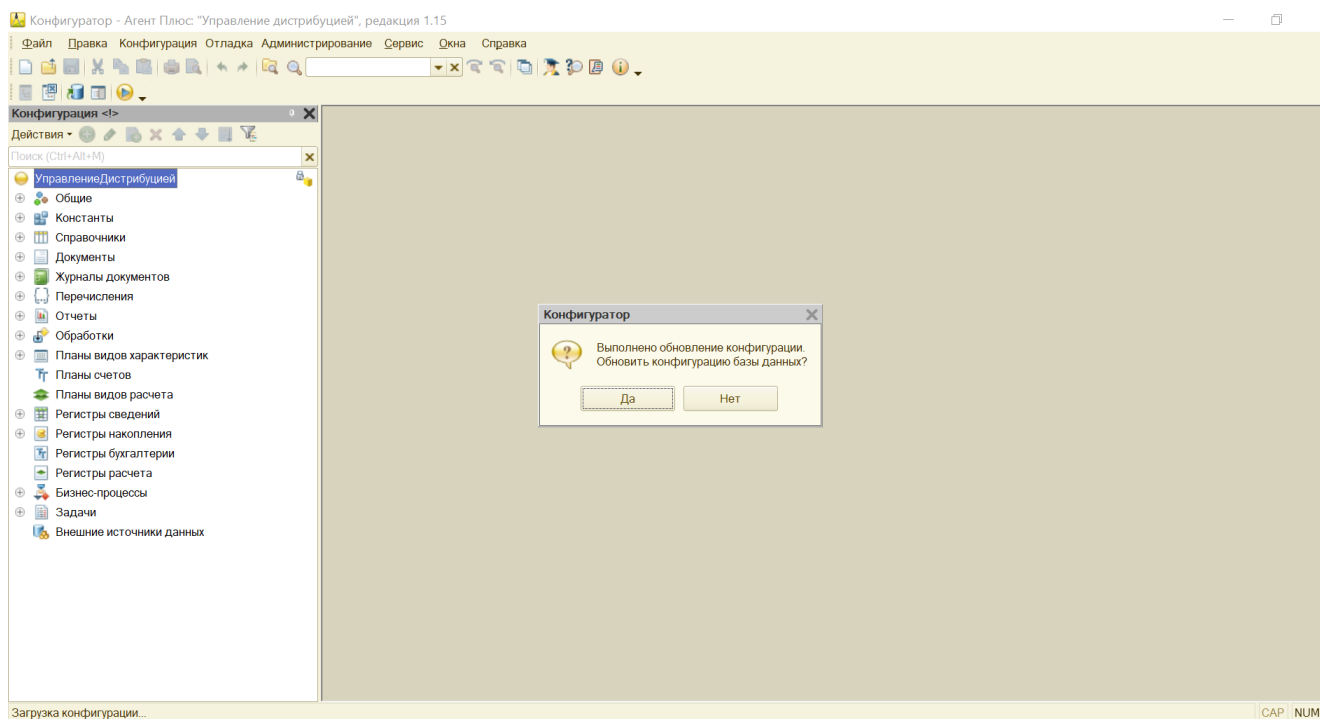 Конфигуратор - Агент Плюс: "Управление дистрибуцией", редакция 1.15
Файл Правка Конфигурация Отладка Администрирование Сервис Окна Справка
Конфигурация <!>
Действия
Поиск (Ctrl+Alt+M)
УправлениеДистрибуцией
Общие
Константы
Справочники
Документы
Журналы документов
Перечисления
Отчеты
Обработки
Планы видов характеристик
Планы счетов
Планы видов расчета
Регистры сведений
Регистры накопления
Регистры бухгалтерии
Регистры расчета
Бизнес-процессы
Задачи
Внешние источники данных
Конфигуратор
Выполнено обновление конфигурации.
Обновить конфигурацию базы данных?
Да Нет
Загрузка конфигурации...
CAP NUM